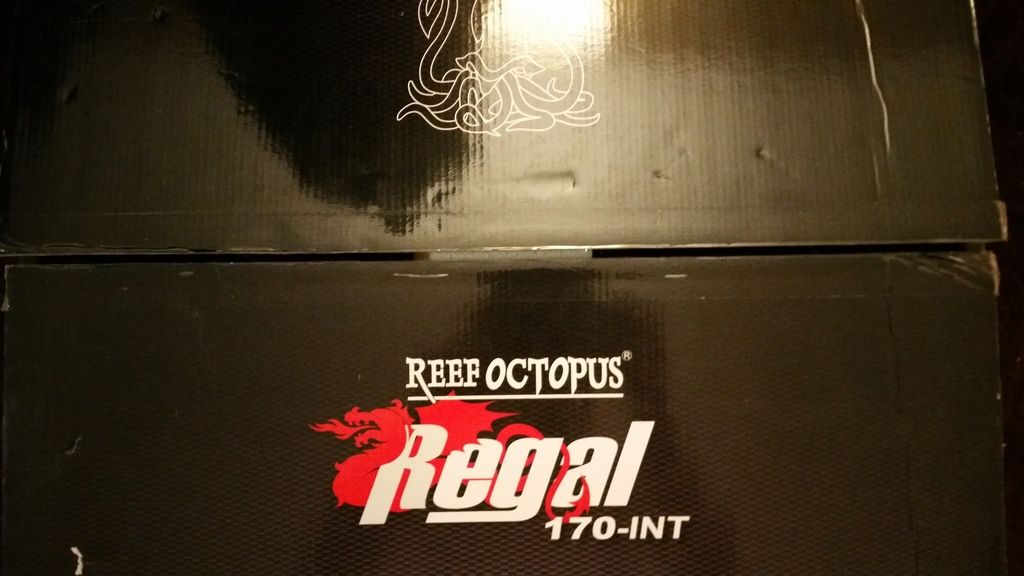 REEF OCTOPUS®
Regal
170-INT